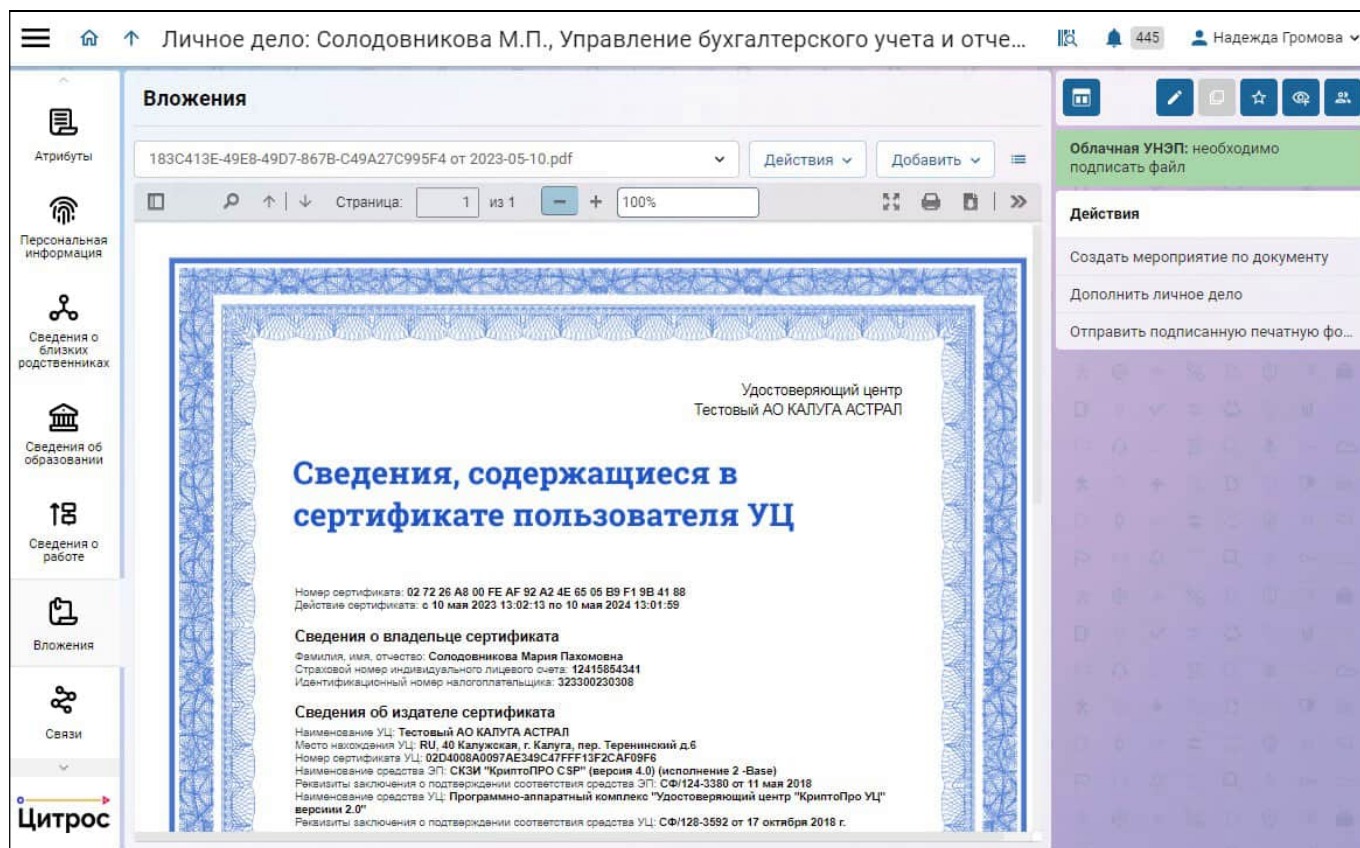 Личное дело: Солодовникова М.П., Управление бухгалтерского учета и отче...
445
Надежда Громова
Атрибуты
Персональная
информация
Сведения о
близких
родственниках
Сведения об
образовании
Сведения о
работе
Вложения
Связи
Цитрос
Вложения
183C413E-49E8-49D7-867B-C49A27C995F4 от 2023-05-10.pdf
Действия
Добавить
Страница: 1 из 1
100%
Удостоверяющий центр
Тестовый АО КАЛУГА АСТРАЛ
Сведения, содержащиеся в
сертификате пользователя УЦ
Номер сертификата: 02 72 26 A8 00 FE AF 92 A2 4E 65 05 B9 F1 9B 41 88
Действие сертификата: с 10 мая 2023 13:02:13 по 10 мая 2024 13:01:59
Сведения о владельце сертификата
Фамилия, имя, отчество: Солодовникова Мария Пахомовна
Страховой номер индивидуального лицевого счета: 12415854341
Идентификационный номер налогоплательщика: 323300230308
Сведения об издателе сертификата
Наименование УЦ: Тестовый АО КАЛУГА АСТРАЛ
Место нахождения УЦ: RU, 40 Калужская, г. Калуга, пер. Теренинский д.6
Номер сертификата УЦ: 02D4008A0097AE349C47FFF13F2CAF09F6
Наименование средства ЭП: СКЗИ "КриптоПРО CSP" (версия 4.0) (исполнение 2 -Base)
Реквизиты заключения о подтверждении соответствия средства ЭП: СФ/124-3380 от 11 мая 2018
Наименование средства УЦ: Программно-аппаратный комплекс "Удостоверяющий центр "КриптоПро УЦ"
версиии 2.0"
Реквизиты заключения о подтверждении соответствия средства УЦ: СФ/128-3592 от 17 октября 2018 г.
Облачная УНЭП: необходимо
подписать файл
Действия
Создать мероприятие по документу
Дополнить личное дело
Отправить подписанную печатную фо...